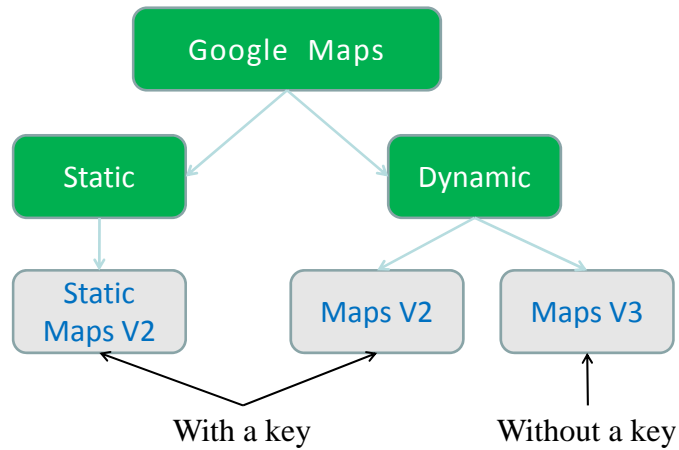 Google Maps
Static
Dynamic
Static
Maps V2
Maps V2
Maps V3
With a key
Without a key